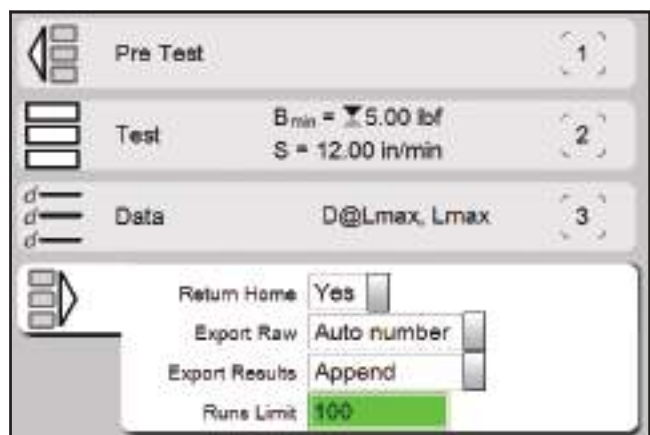 Pre Test 1
Bmin = 5.00 lbf
Test 2
S = 12.00 in/min
d
d Data D@Lmax, Lmax 3
d
Return Home Yes
Export Raw Auto number
Export Results Append
Runs Limit 100